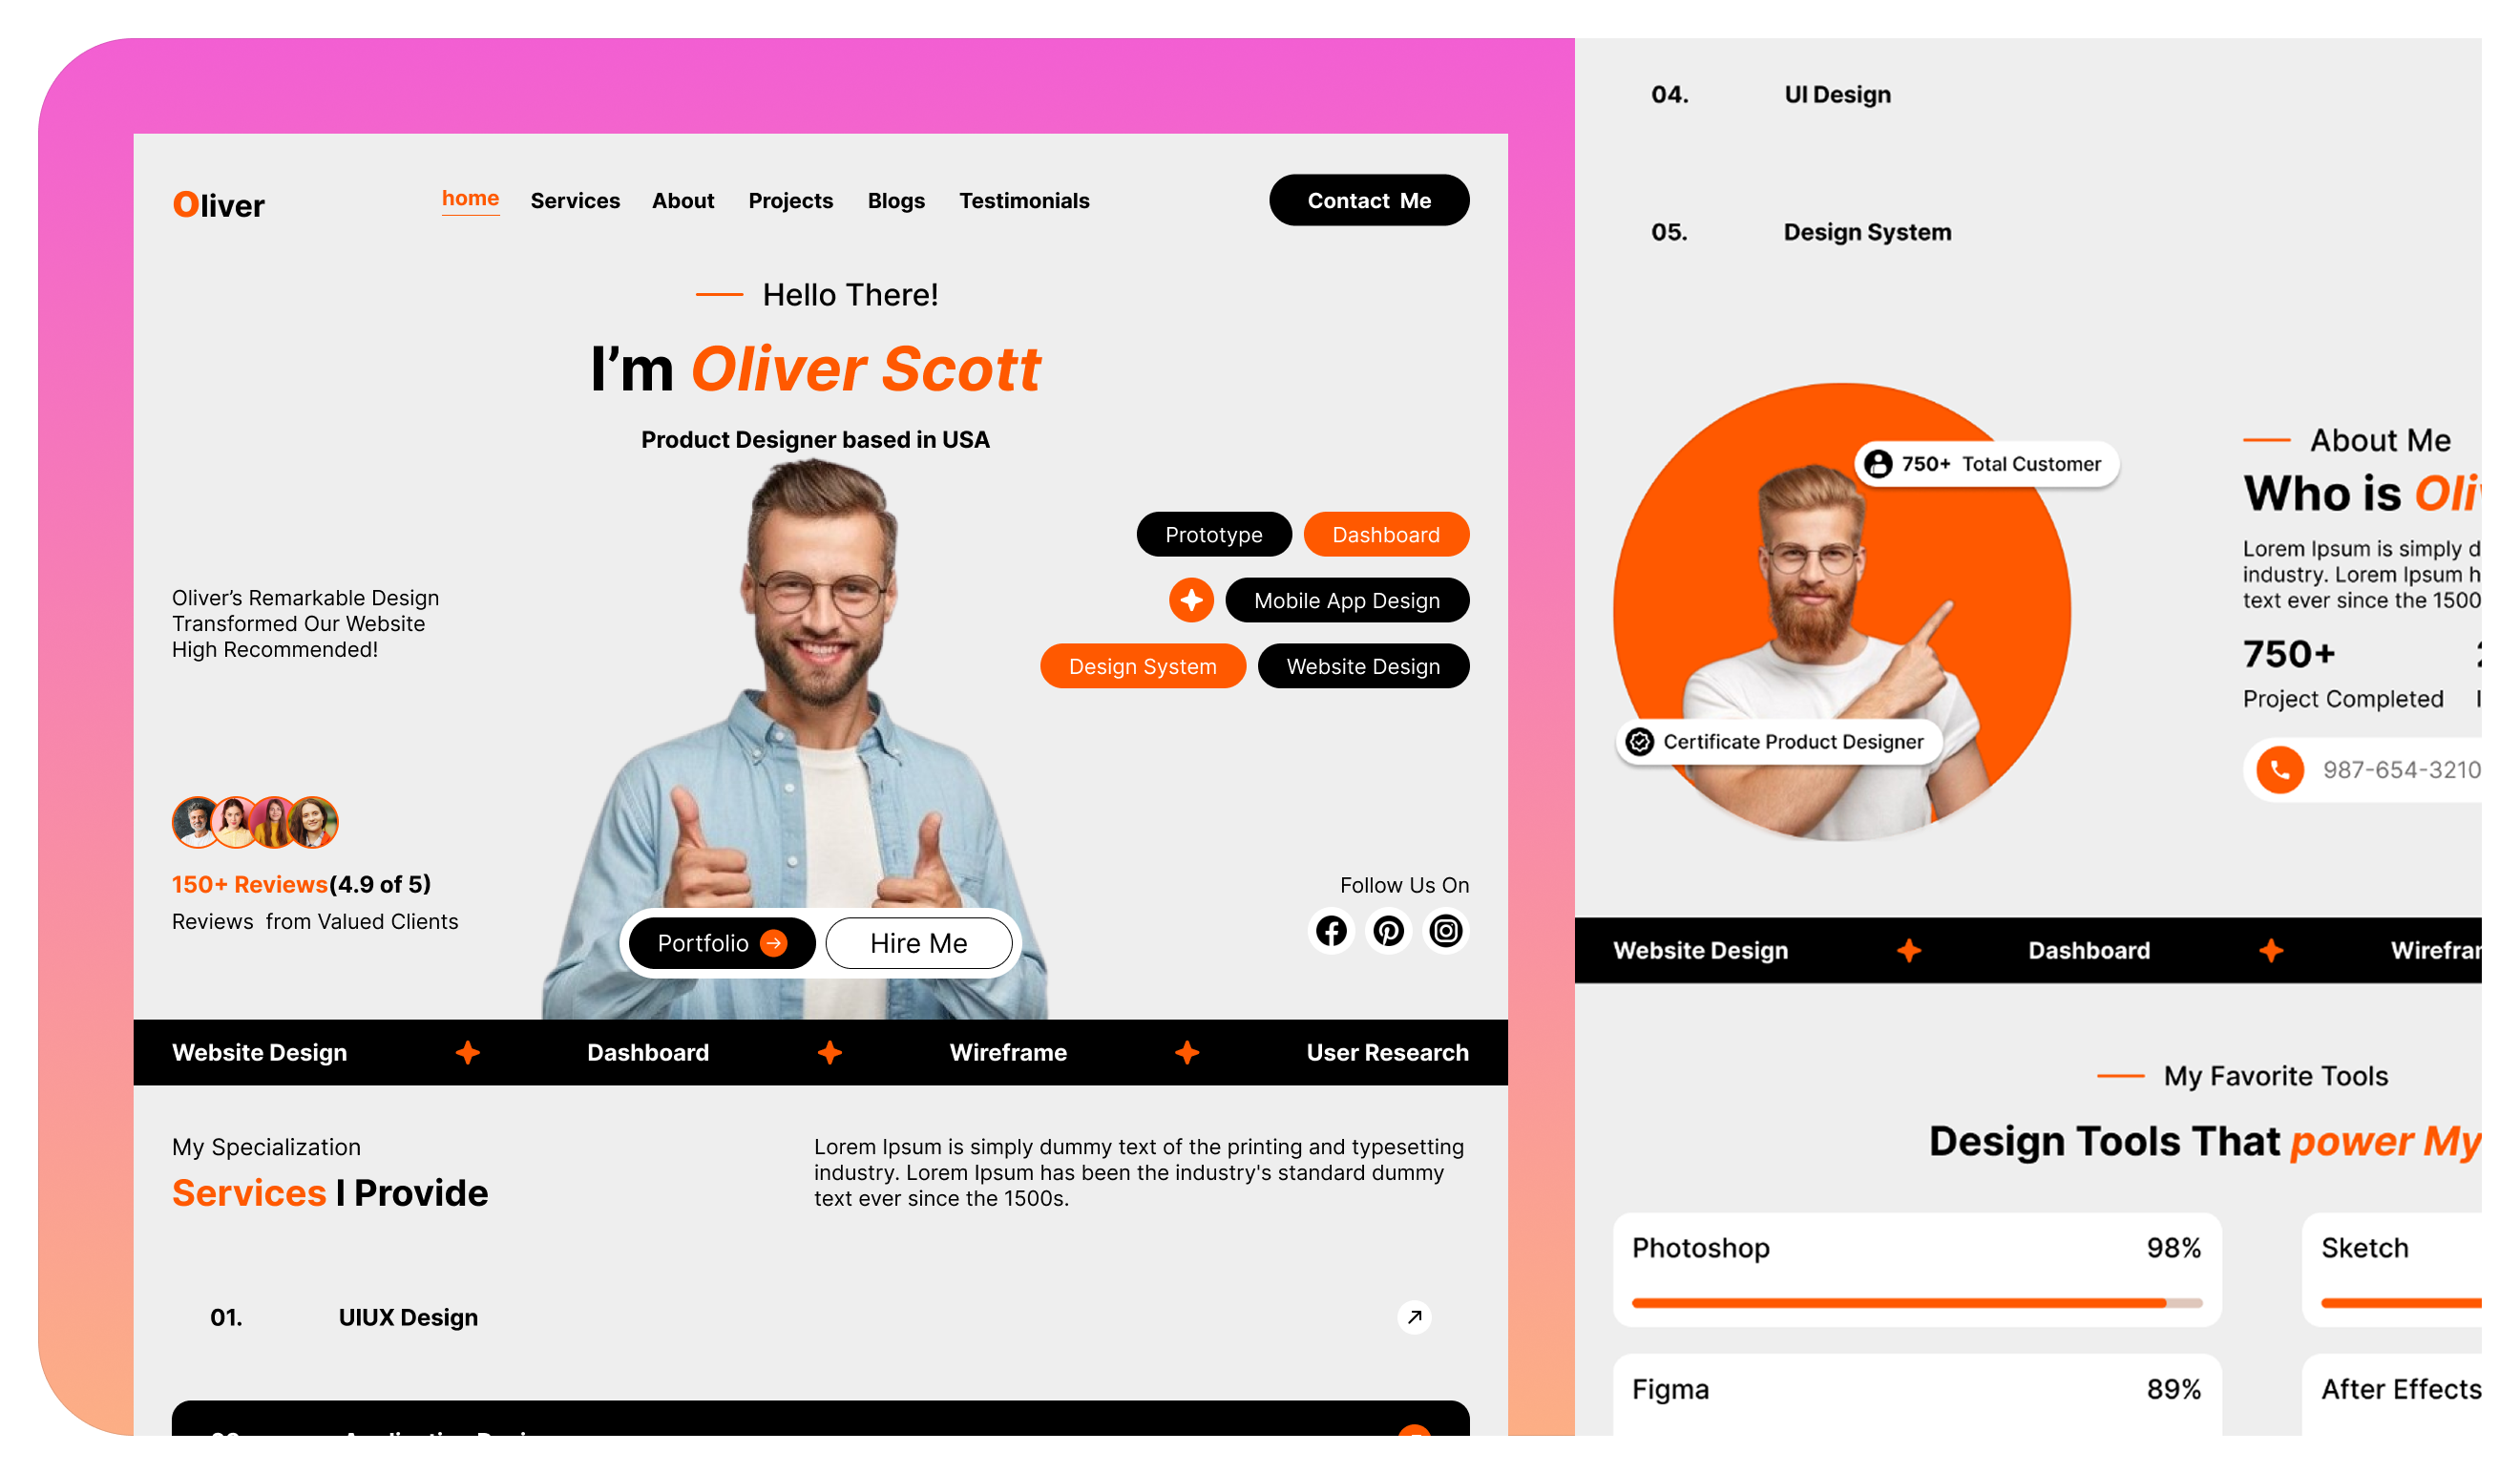 Oliver
home Services About Projects Blogs Testimonials
Contact Me
Hello There!
I’m Oliver Scott
Product Designer based in USA
Prototype
Dashboard
Mobile App Design
Design System
Website Design
Oliver’s Remarkable Design
Transformed Our Website
High Recommended!
150+ Reviews(4.9 of 5)
Reviews from Valued Clients
Portfolio
Hire Me
Follow Us On
Website Design
Dashboard
Wireframe
User Research
My Specialization
Services I Provide
Lorem Ipsum is simply dummy text of the printing and typesetting
industry. Lorem Ipsum has been the industry's standard dummy
text ever since the 1500s.
01. UIUX Design
04. UI Design
05. Design System
750+ Total Customer
Certificate Product Designer
About Me
Who is
Lorem Ipsum is simply
industry. Lorem Ipsum
text ever since the 1500
750+
Project Completed
987-654-3210
Website Design
Dashboard
My Favorite Tools
Design Tools That power My
Photoshop 98%
Sketch
Figma 89%
After Effects